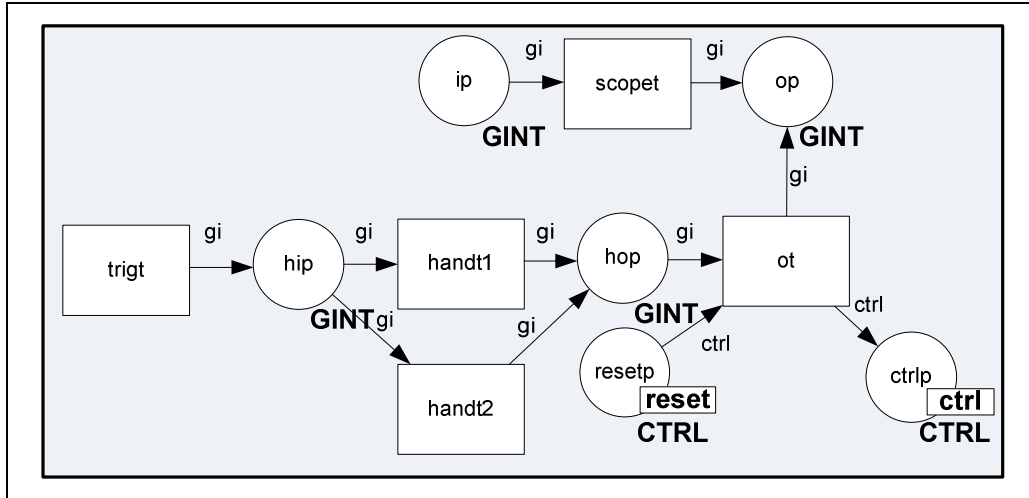 gi
gi
ip
scopet
op
GINT
GINT
gi
gi
gi
gi
gi
trigt
hip
handt1
hop
ot
GINT
gi
GINT
gi
ctrl
ctrl
resetp
reset
CTRL
handt2
ctrlp
ctrl
CTRL